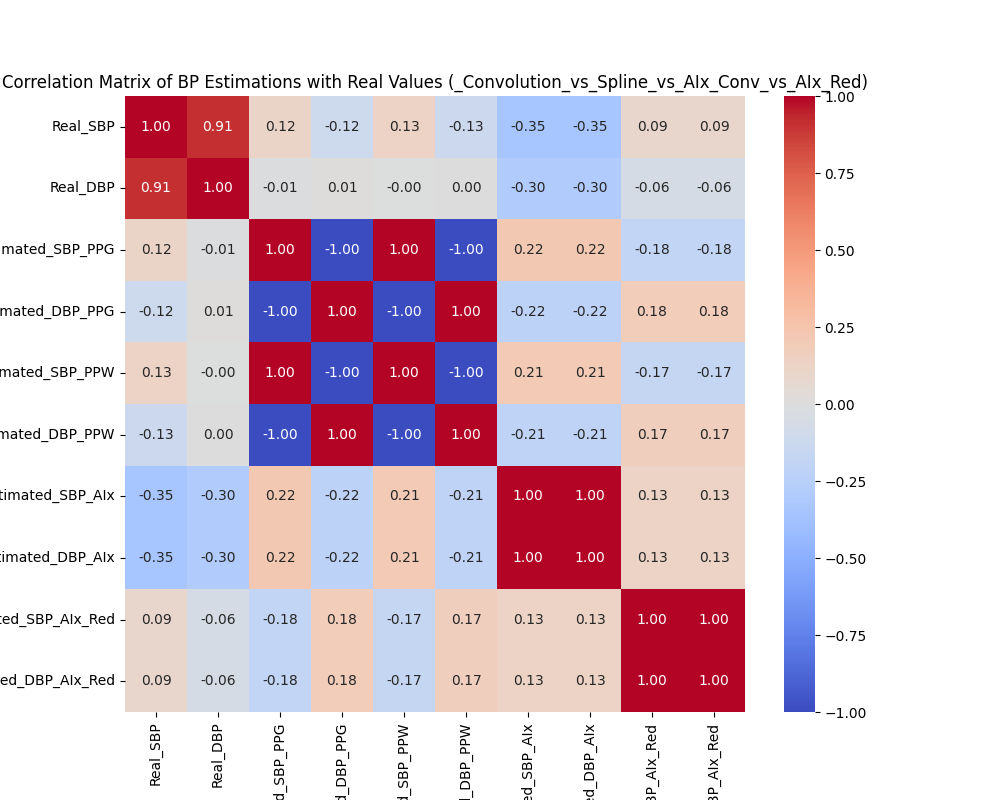 Correlation Matrix of BP Estimations with Real Values (_Convolution_vs_Spline_vs_AIx_Conv_vs_AIx_Red)
Real_SBP 1.00 0.91 0.12 -0.12 0.13 -0.13 -0.35 -0.35 0.09 0.09
Real_DBP 0.91 1.00 -0.01 0.01 -0.00 0.00 -0.30 -0.30 -0.06 -0.06
mated_SBP_PPG 0.12 -0.01 1.00 -1.00 1.00 -1.00 0.22 0.22 -0.18 -0.18
mated_DBP_PPG -0.12 0.01 -1.00 1.00 -1.00 1.00 -0.22 -0.22 0.18 0.18
mated_SBP_PPW 0.13 -0.00 1.00 -1.00 1.00 -1.00 0.21 0.21 -0.17 -0.17
mated_DBP_PPW -0.13 0.00 -1.00 1.00 -1.00 1.00 -0.21 -0.21 0.17 0.17
timated_SBP_AIx -0.35 -0.30 0.22 -0.22 0.21 -0.21 1.00 1.00 0.13 0.13
timated_DBP_AIx -0.35 -0.30 0.22 -0.22 0.21 -0.21 1.00 1.00 0.13 0.13
ted_SBP_AIx_Red 0.09 -0.06 -0.18 0.18 -0.17 0.17 0.13 0.13 1.00 1.00
ed_DBP_AIx_Red 0.09 -0.06 -0.18 0.18 -0.17 0.17 0.13 0.13 1.00 1.00
Real_SBP
Real_DBP
d_SBP_PPG
d_DBP_PPG
d_SBP_PPW
d_DBP_PPW
ed_SBP_AIx
ed_DBP_AIx
BP_AIx_Red
BP_AIx_Red
1.00
0.75
0.50
0.25
0.00
−0.25
−0.50
−0.75
−1.00